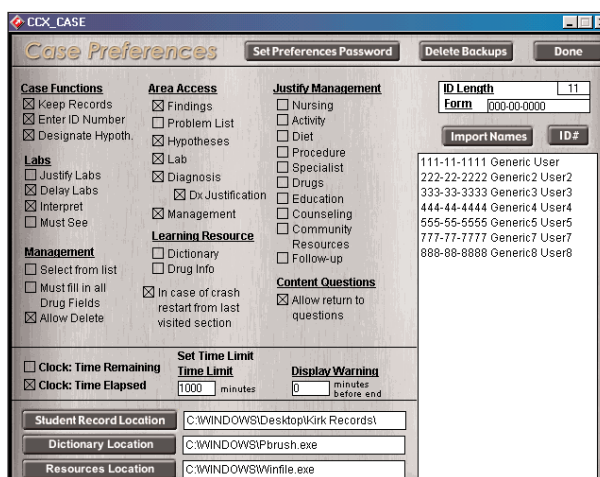 CCX_CASE
Case Preferences
Set Preferences Password
Delete Backups
Done
Case Functions
Keep Records
Enter ID Number
Designate Hypoth.
Labs
Justify Labs
Delay Labs
Interpret
Must See
Management
Select from list
Must fill in all
Drug Fields
Allow Delete
Area Access
Findings
Problem List
Hypotheses
Lab
Diagnosis
Dx Justification
Management
Learning Resource
Dictionary
Drug Info
In case of crash
restart from last
visited section
Justify Management
Nursing
Activity
Diet
Procedure
Specialist
Drugs
Education
Counseling
Community
Resources
Follow-up
Content Questions
Allow return to
questions
ID Length 11
Form 000-00-0000
Import Names
ID#
111-11-1111 Generic User
222-22-2222 Generic2 User2
333-33-3333 Generic3 User3
444-44-4444 Generic4 User4
555-55-5555 Generic5 User5
777-77-7777 Generic7 User7
888-88-8888 Generic8 User8
Clock: Time Remaining
Clock: Time Elapsed
Set Time Limit
Time Limit
1000 minutes
Display Warning
0 minutes
before end
Student Record Location C:\WINDOWS\Desktop\Kirk Records\
Dictionary Location C:\WINDOWS\Pbrush.exe
Resources Location C:\WINDOWS\Winfile.exe